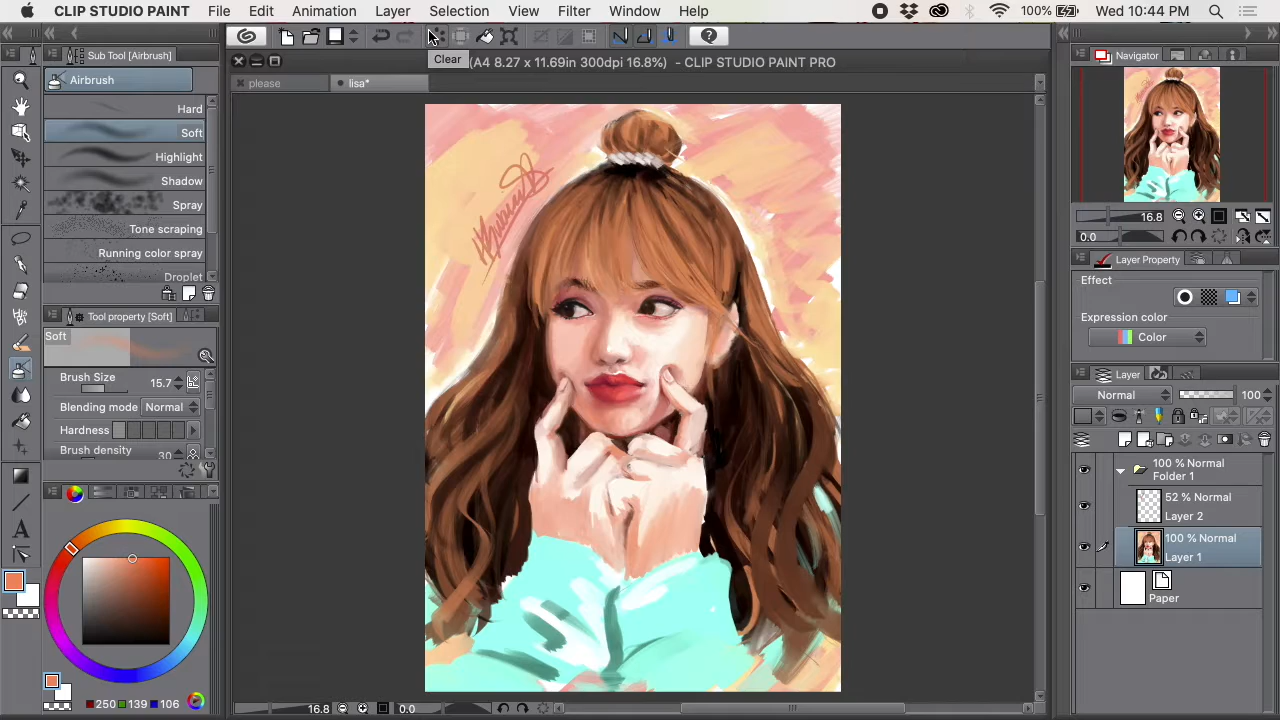 CLIP STUDIO PAINT File Edit Animation Layer Selection View Filter Window Help 100% Wed 10:44 PM
Sub Tool [Airbrush]
Airbrush
Hard
Soft
Highlight
Shadow
Spray
Tone scraping
Running color spray
Droplet
Tool property [Soft]
Soft
Brush Size 15.7
Blending mode Normal
Hardness
Brush density 30
250 139 106
Clear
(A4 8.27 x 11.69in 300dpi 16.8%) - CLIP STUDIO PAINT PRO
please
lisa*
16.8 0.0
Navigator
16.8
0.0
Layer Property
Effect
Expression color
Color
Layer
Normal 100
100 % Normal
Folder 1
52 % Normal
Layer 2
100 % Normal
Layer 1
Paper